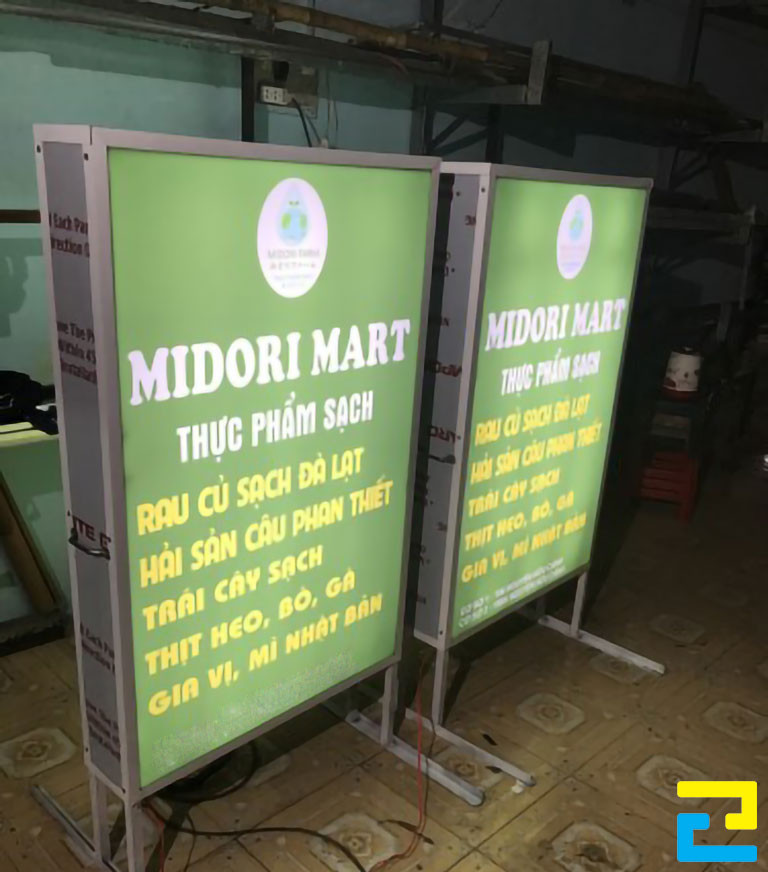 MIDORI FARM
MIDORI MART
THỰC PHẨM SẠCH
RAU CỦ SẠCH ĐÀ LẠT
HẢI SẢN CÂU PHAN THIẾT
TRÁI CÂY SẠCH
THỊT HEO, BÒ, GÀ
GIA VỊ, MÌ NHẬT BẢN
MIDORI MART
THỰC PHẨM SẠCH
RAU CỦ SẠCH ĐÀ LẠT
HẢI SẢN CÂU PHAN THIẾT
TRÁI CÂY SẠCH
THỊT HEO, BÒ, GÀ
GIA VỊ, MÌ NHẬT BẢN